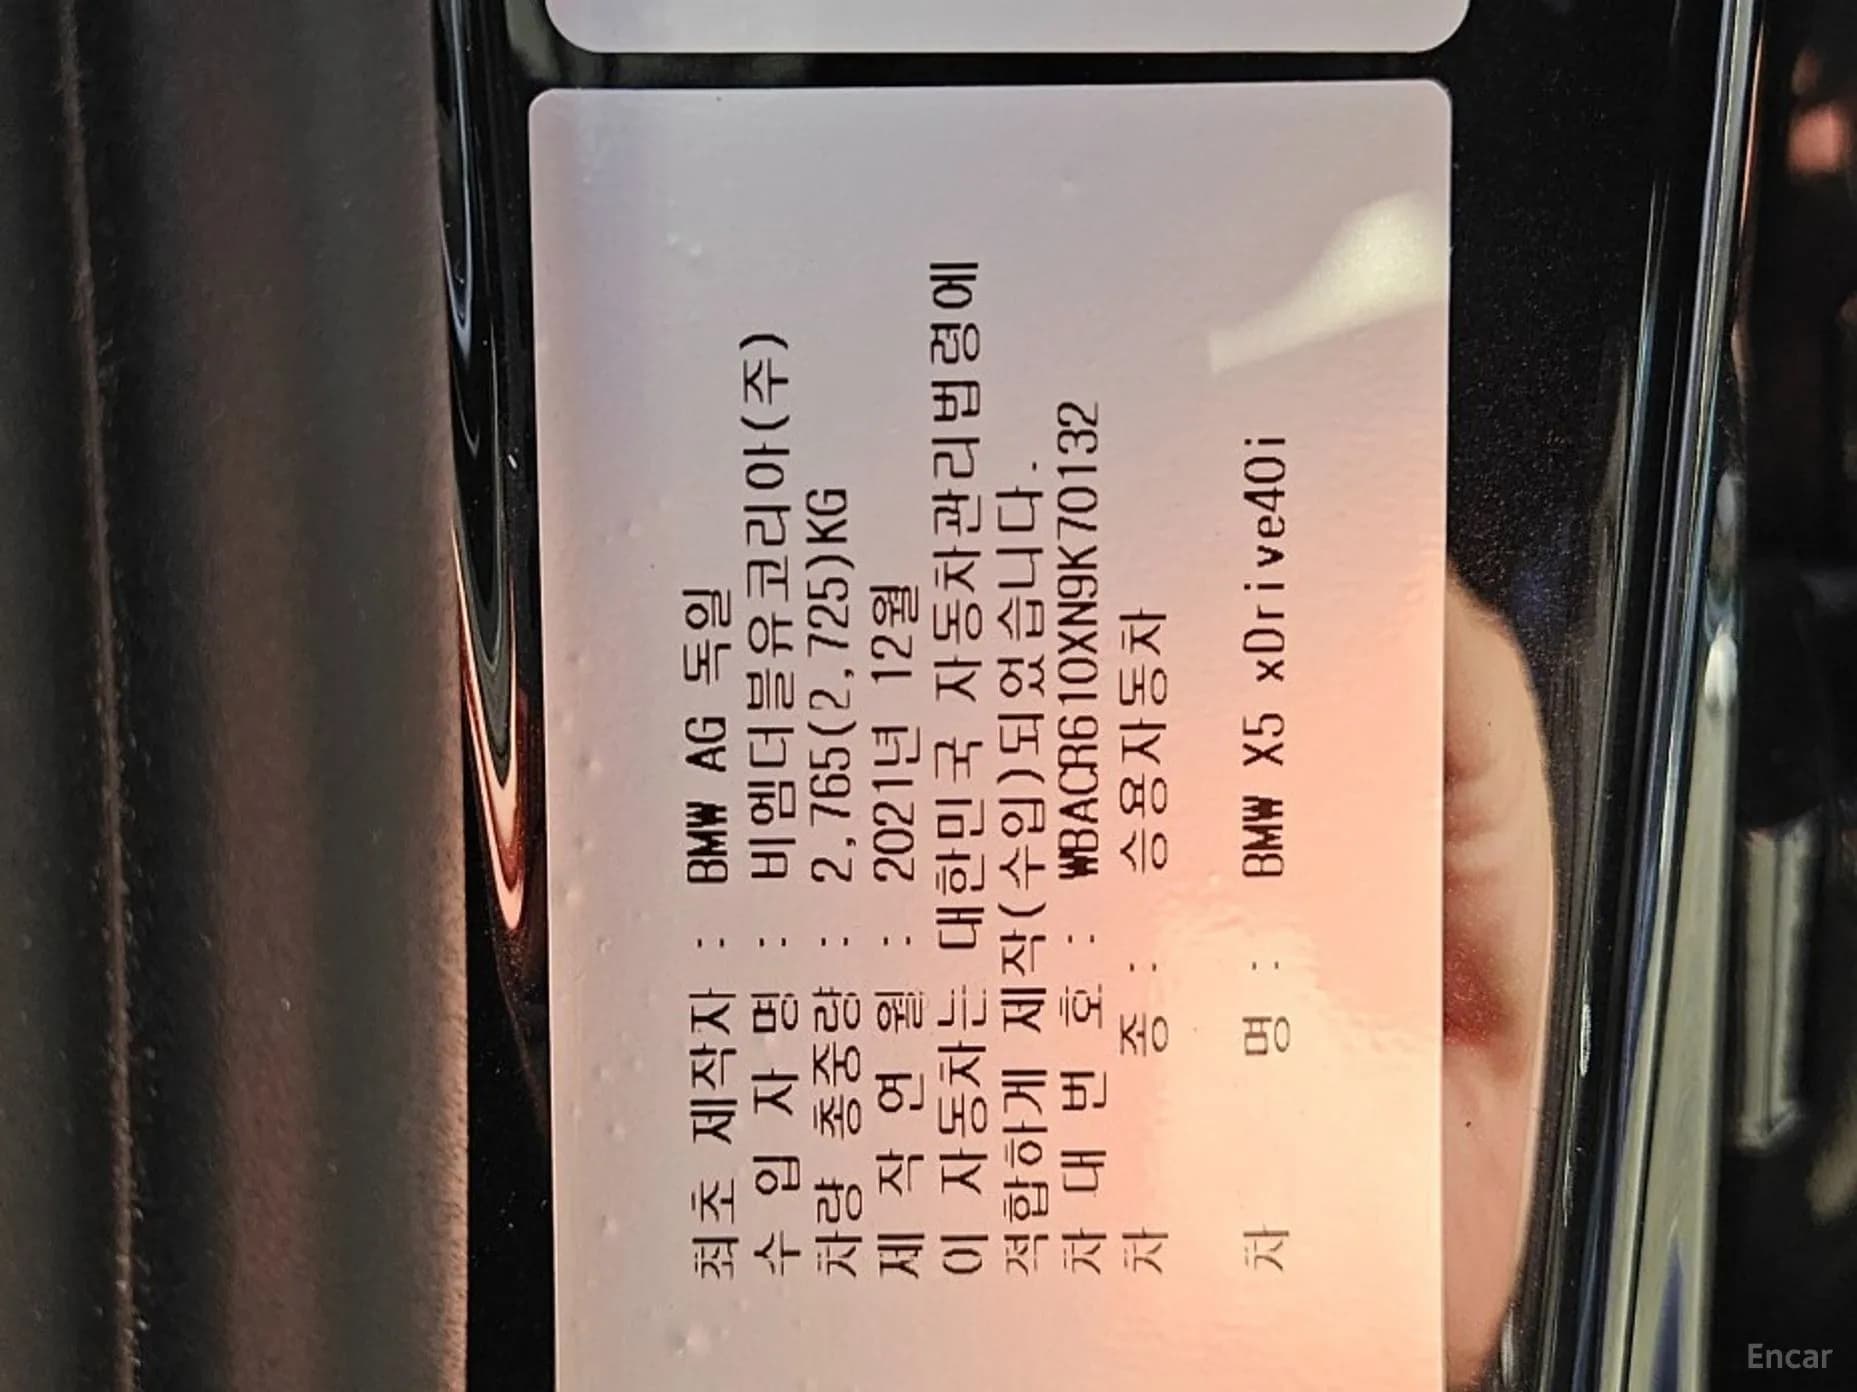 최초 제작자 : BMW AG 독일
수 입 자 명 : 비엠더블유코리아(주)
차량 총중량 : 2,765(2,725)KG
제 작 연 월 : 2021년 12월
이 자동차는 대한민국 자동차관리법령에
적합하게 제작(수입)되었습니다.
차 대 번 호 : WBACR610XN9K70132
차 종 : 승용자동차
차 명 : BMW X5 xDrive40i
Encar